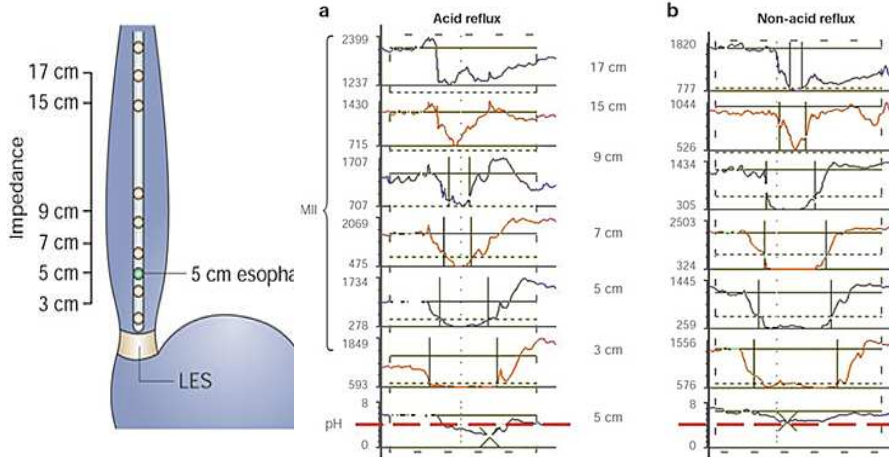 Impedance
17 cm
15 cm
9 cm
7 cm
5 cm
3 cm
5 cm esopha
LES
a
Acid reflux
MII
2399
1237
1430
715
1707
707
2069
475
1734
278
1849
593
8
pH
0
17 cm
15 cm
9 cm
7 cm
5 cm
3 cm
5 cm
b
Non-acid reflux
1820
777
1044
526
1434
305
2503
324
1445
259
1556
576
8
0